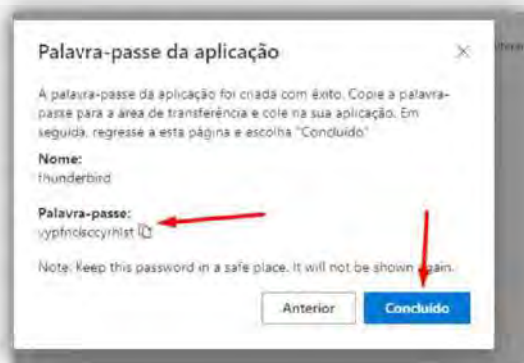 Palavra-passe da aplicação
A palavra-passe da aplicação foi criada com êxito. Copie a palavra-
passe para a área de transferência e cole na sua aplicação. Em
seguida, regresse a esta página e escolha "Concluído"
Nome:
thunderbird
Palavra-passe:
Note: Keep this password in a safe place. It will not be shown again.
Anterior
Concluído